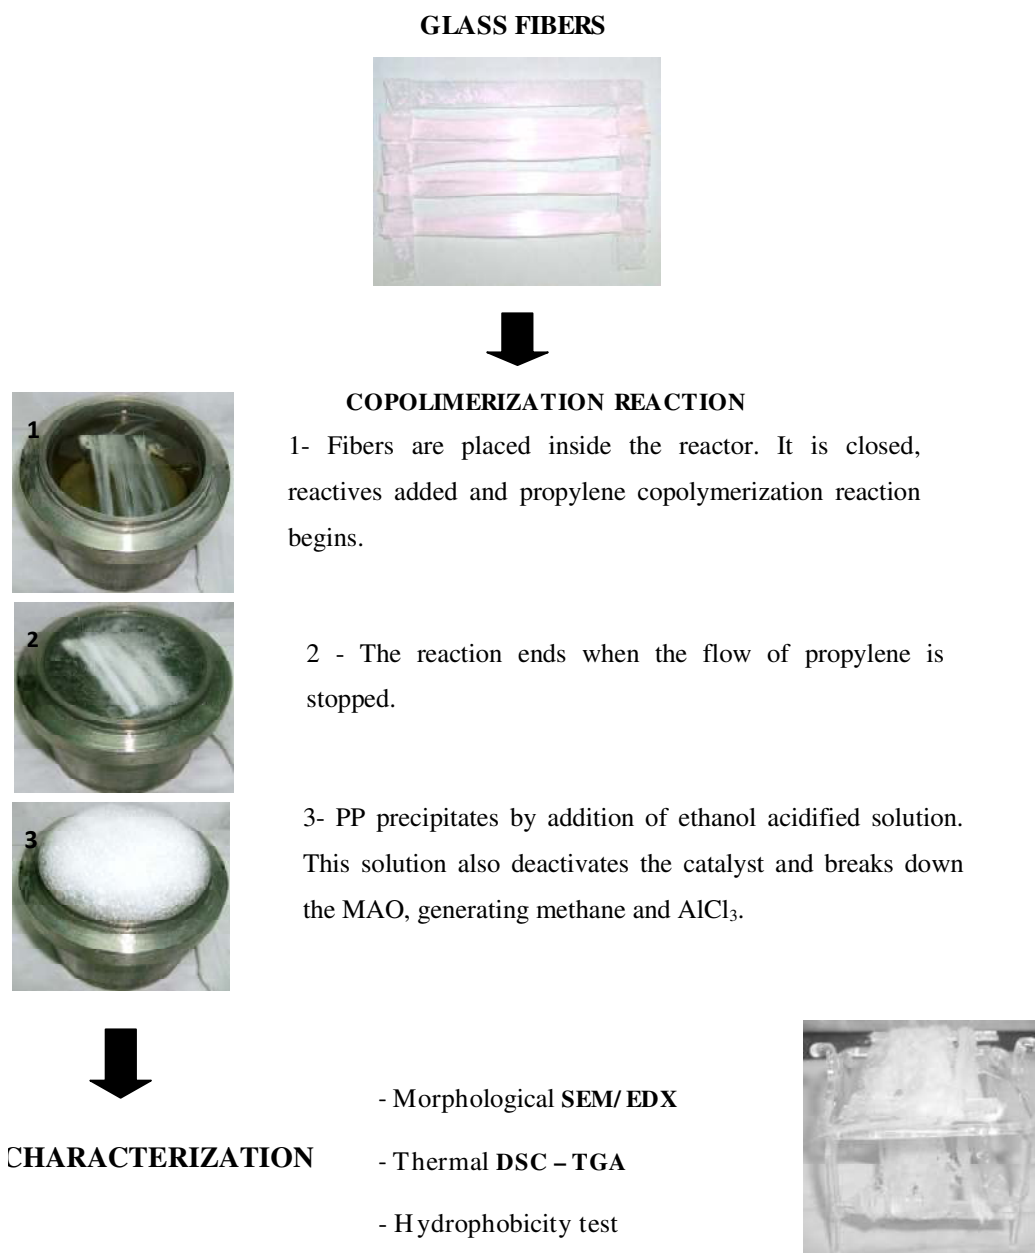 GLASS FIBERS
COPOLIMERIZATION REACTION
1
1- Fibers are placed inside the reactor. It is closed,
reactives added and propylene copolymerization reaction
begins.
2
2 - The reaction ends when the flow of propylene is
stopped.
3
3- PP precipitates by addition of ethanol acidified solution.
This solution also deactivates the catalyst and breaks down
the MAO, generating methane and AlCl₃.
CHARACTERIZATION
- Morphological SEM/EDX
- Thermal DSC – TGA
- Hydrophobicity test